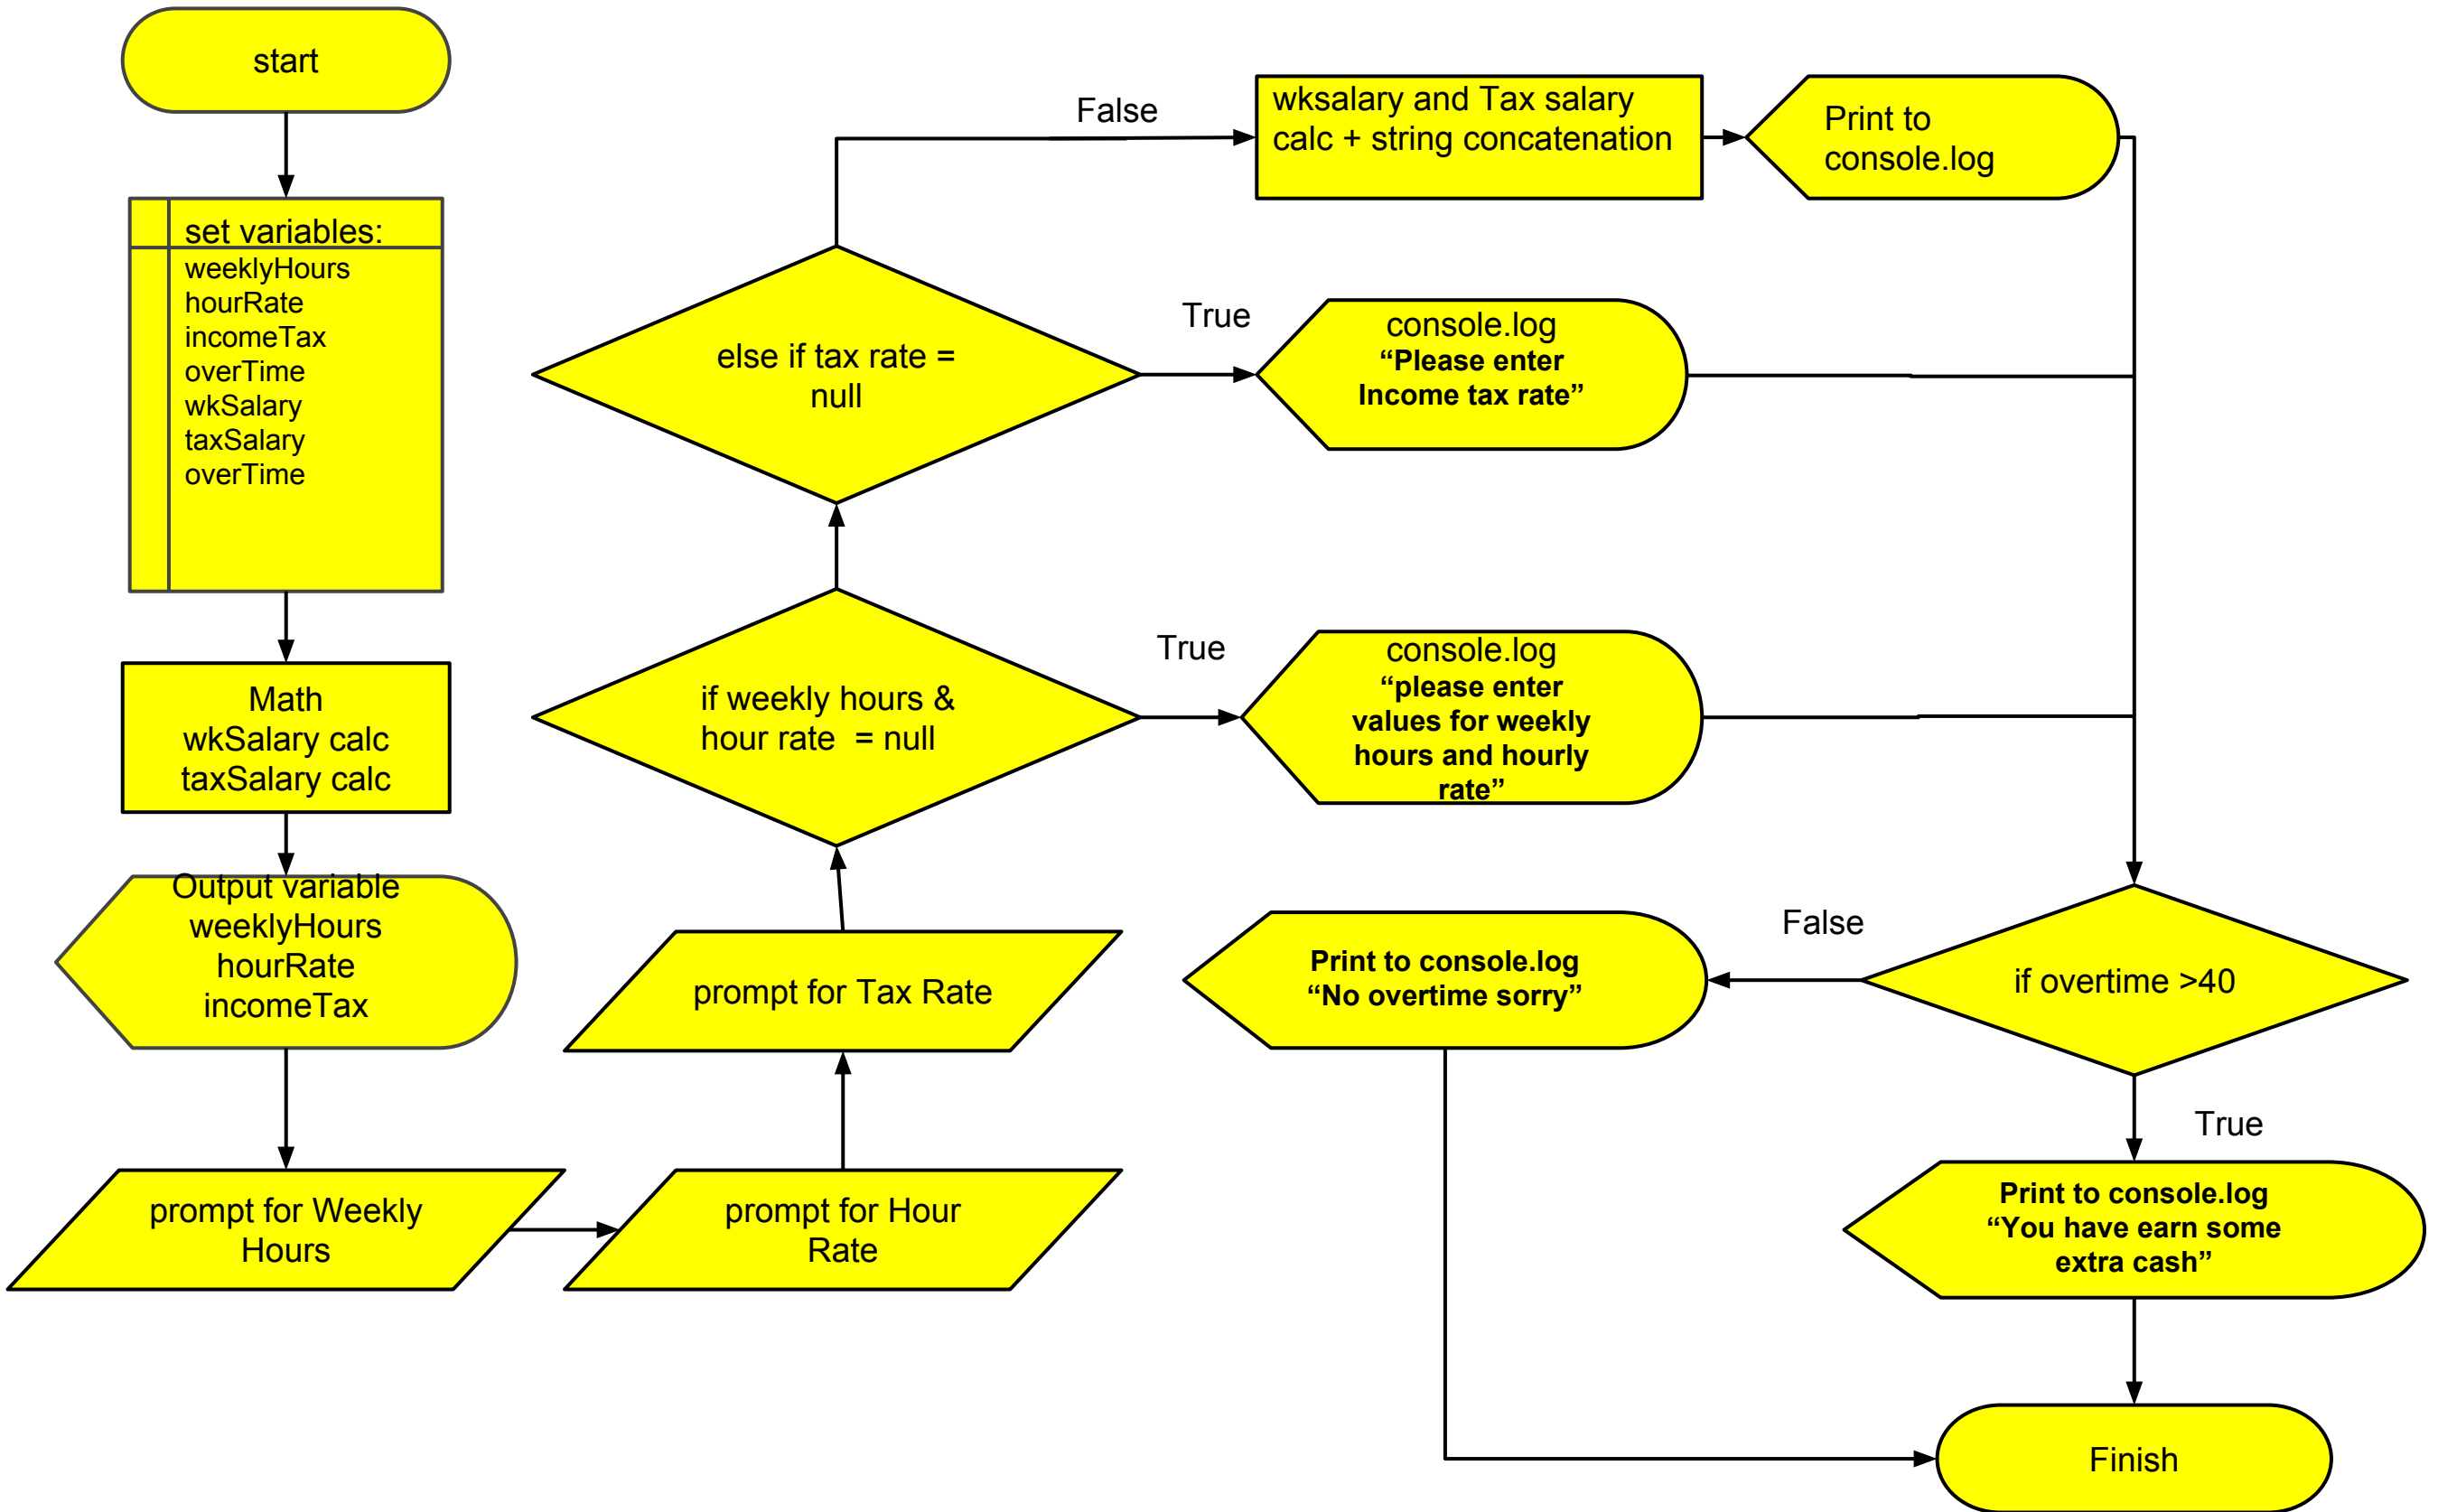 start
set variables:
weeklyHours
hourRate
incomeTax
overTime
wkSalary
taxSalary
overTime
Math
wkSalary calc
taxSalary calc
Output variable
weeklyHours
hourRate
incomeTax
prompt for Weekly
Hours
prompt for Hour
Rate
prompt for Tax Rate
if weekly hours &
hour rate  = null
True
console.log
“please enter
values for weekly
hours and hourly
rate”
else if tax rate =
null
True
console.log
“Please enter
Income tax rate”
False
wksalary and Tax salary
calc + string concatenation
Print to
console.log
if overtime >40
False
Print to console.log
“No overtime sorry”
True
Print to console.log
“You have earn some
extra cash”
Finish